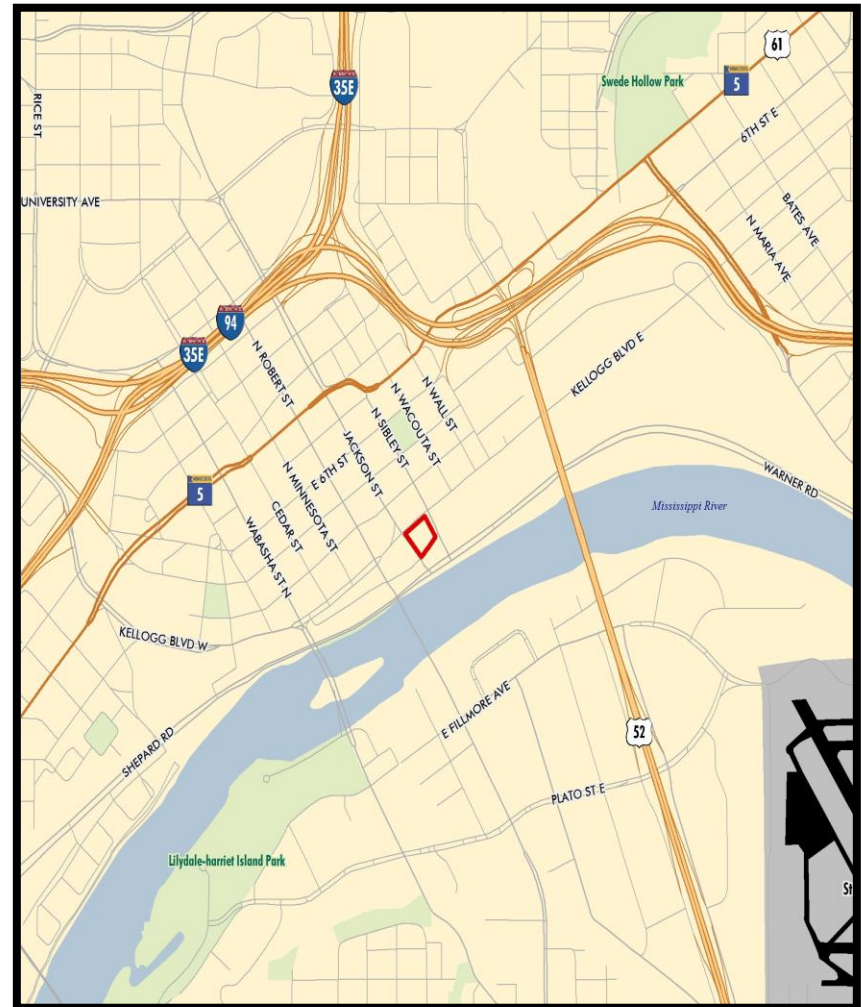 61
35E
Swede Hollow Park
5
RICE ST
6TH ST E
UNIVERSITY AVE
BATES AVE
N MARIA AVE
94
35E
N ROBERT ST
KELLOGG BLVD E
N WALL ST
N WACOUTA ST
N SIBLEY ST
JACKSON ST
E 6TH ST
N MINNESOTA ST
CEDAR ST
WABASHA ST N
MINNESOTA
5
WARNER RD
Mississippi River
KELLOGG BLVD W
E FILLMORE AVE
SHEPARD RD
52
PLATO ST E
Lilydale-harriet Island Park
St